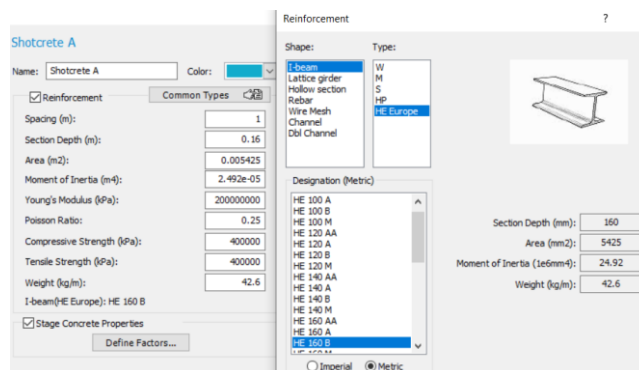 Shotcrete A
Name: Shotcrete A Color:
Reinforcement Common Types
Spacing (m): 1
Section Depth (m): 0.16
Area (m2): 0.005425
Moment of Inertia (m4): 2.492e-05
Young's Modulus (kPa): 200000000
Poisson Ratio: 0.25
Compressive Strength (kPa): 400000
Tensile Strength (kPa): 400000
Weight (kg/m): 42.6
I-beam(HE Europe): HE 160 B
Stage Concrete Properties
Define Factors...
Reinforcement ?
Shape:
I-beam
Lattice girder
Hollow section
Rebar
Wire Mesh
Channel
Dbl Channel
Type:
W
M
S
HP
HE Europe
Designation (Metric)
HE 100 A
HE 100 B
HE 100 M
HE 120 AA
HE 120 A
HE 120 B
HE 120 M
HE 140 AA
HE 140 A
HE 140 B
HE 140 M
HE 160 AA
HE 160 A
HE 160 B
HE 160 M
Imperial Metric
Section Depth (mm): 160
Area (mm2): 5425
Moment of Inertia (1e6mm4): 24.92
Weight (kg/m): 42.6